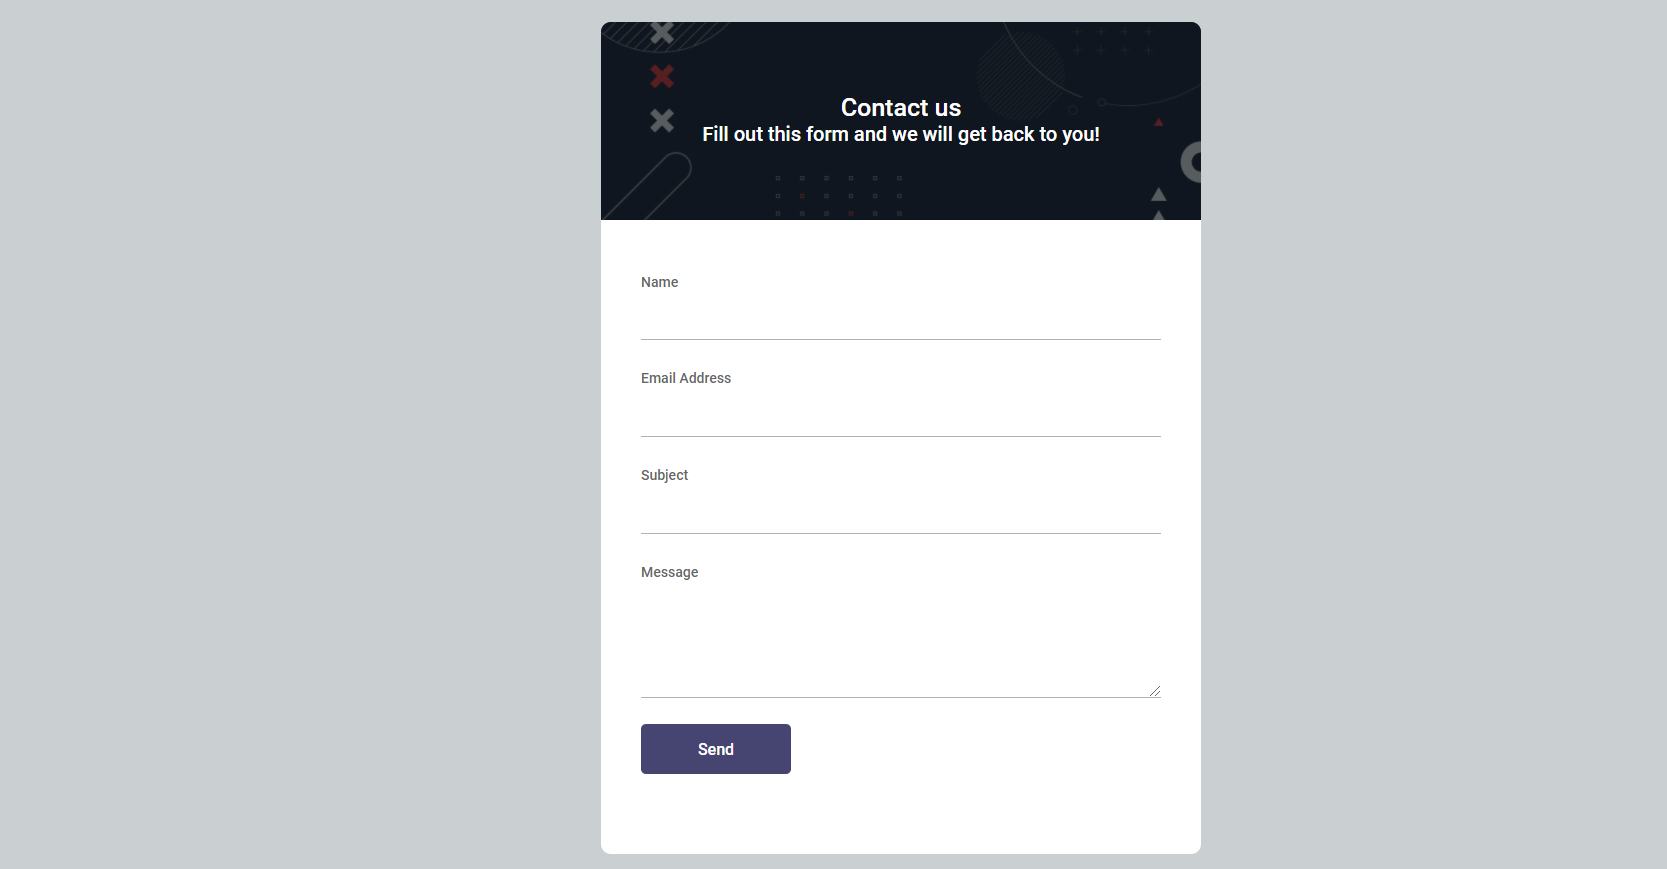 Contact us
Fill out this form and we will get back to you!
Name
Email Address
Subject
Message
Send